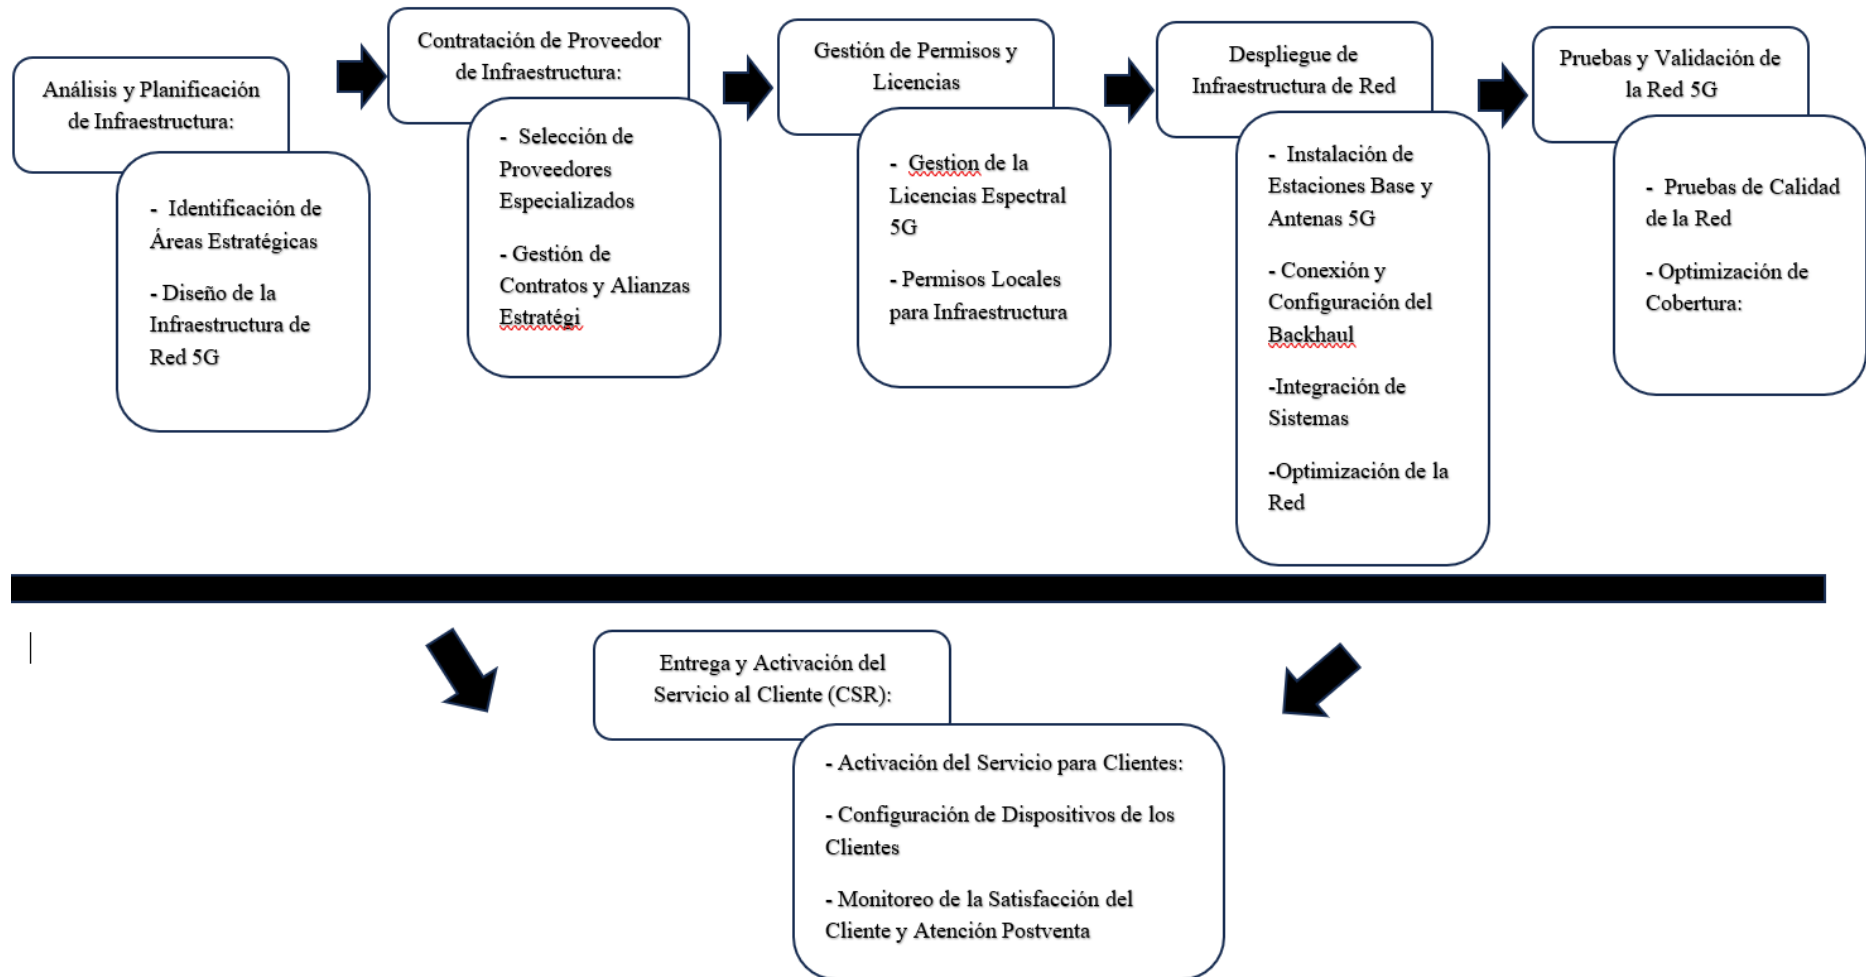 Análisis y Planificación
de Infraestructura:
- Identificación de
Áreas Estratégicas
- Diseño de la
Infraestructura de
Red 5G
Contratación de Proveedor
de Infraestructura:
- Selección de
Proveedores
Especializados
- Gestión de
Contratos y Alianzas
Estratégi
Gestión de Permisos y
Licencias
- Gestion de la
Licencias Espectral
5G
- Permisos Locales
para Infraestructura
Despliegue de
Infraestructura de Red
- Instalación de
Estaciones Base y
Antenas 5G
- Conexión y
Configuración del
Backhaul
-Integración de
Sistemas
-Optimización de la
Red
Pruebas y Validación de
la Red 5G
- Pruebas de Calidad
de la Red
- Optimización de
Cobertura:
Entrega y Activación del
Servicio al Cliente (CSR):
- Activación del Servicio para Clientes:
- Configuración de Dispositivos de los
Clientes
- Monitoreo de la Satisfacción del
Cliente y Atención Postventa